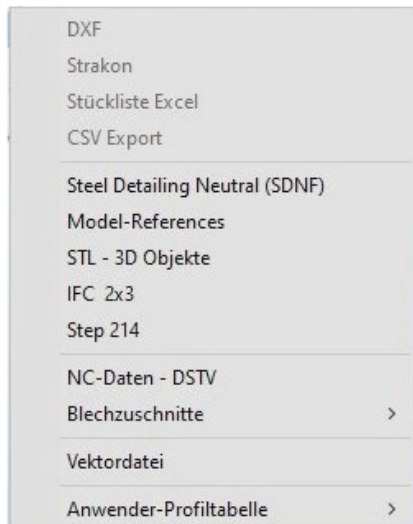 DXF
Strakon
Stückliste Excel
CSV Export
Steel Detailing Neutral (SDNF)
Model-References
STL - 3D Objekte
IFC 2x3
Step 214
NC-Daten - DSTV
Blechzuschnitte
Vektordatei
Anwender-Profiltabelle